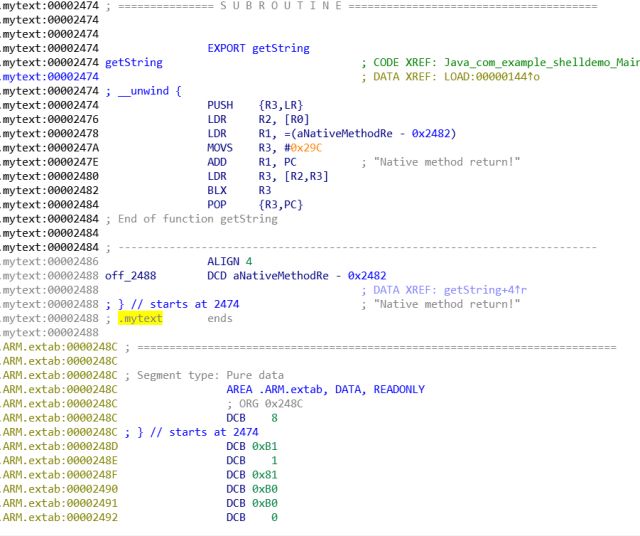 .mytext:00002474 ; =============== S U B R O U T I N E =======================================
.mytext:00002474
.mytext:00002474
.mytext:00002474 EXPORT getString
.mytext:00002474 getString ; CODE XREF: Java_com_example_shelldemo_Main
.mytext:00002474 ; DATA XREF: LOAD:00000144↑o
.mytext:00002474 ; __unwind {
.mytext:00002474 PUSH {R3,LR}
.mytext:00002476 LDR R2, [R0]
.mytext:00002478 LDR R1, =(aNativeMethodRe - 0x2482)
.mytext:0000247A MOVS R3, #0x29C
.mytext:0000247E ADD R1, PC ; "Native method return!"
.mytext:00002480 LDR R3, [R2,R3]
.mytext:00002482 BLX R3
.mytext:00002484 POP {R3,PC}
.mytext:00002484 ; End of function getString
.mytext:00002484
.mytext:00002484 ; ---------------------------------------------------------------------------
.mytext:00002486 ALIGN 4
.mytext:00002488 off_2488 DCD aNativeMethodRe - 0x2482
.mytext:00002488 ; DATA XREF: getString+4↑r
.mytext:00002488 ; } // starts at 2474 ; "Native method return!"
.mytext:00002488 ; .mytext ends
.mytext:00002488
.ARM.extab:0000248C ; ===========================================================================
.ARM.extab:0000248C
.ARM.extab:0000248C ; Segment type: Pure data
.ARM.extab:0000248C AREA .ARM.extab, DATA, READONLY
.ARM.extab:0000248C ; ORG 0x248C
.ARM.extab:0000248C DCB 8
.ARM.extab:0000248C ; } // starts at 2474
.ARM.extab:0000248D DCB 0xB1
.ARM.extab:0000248E DCB 1
.ARM.extab:0000248F DCB 0x81
.ARM.extab:00002490 DCB 0xB0
.ARM.extab:00002491 DCB 0xB0
.ARM.extab:00002492 DCB 0